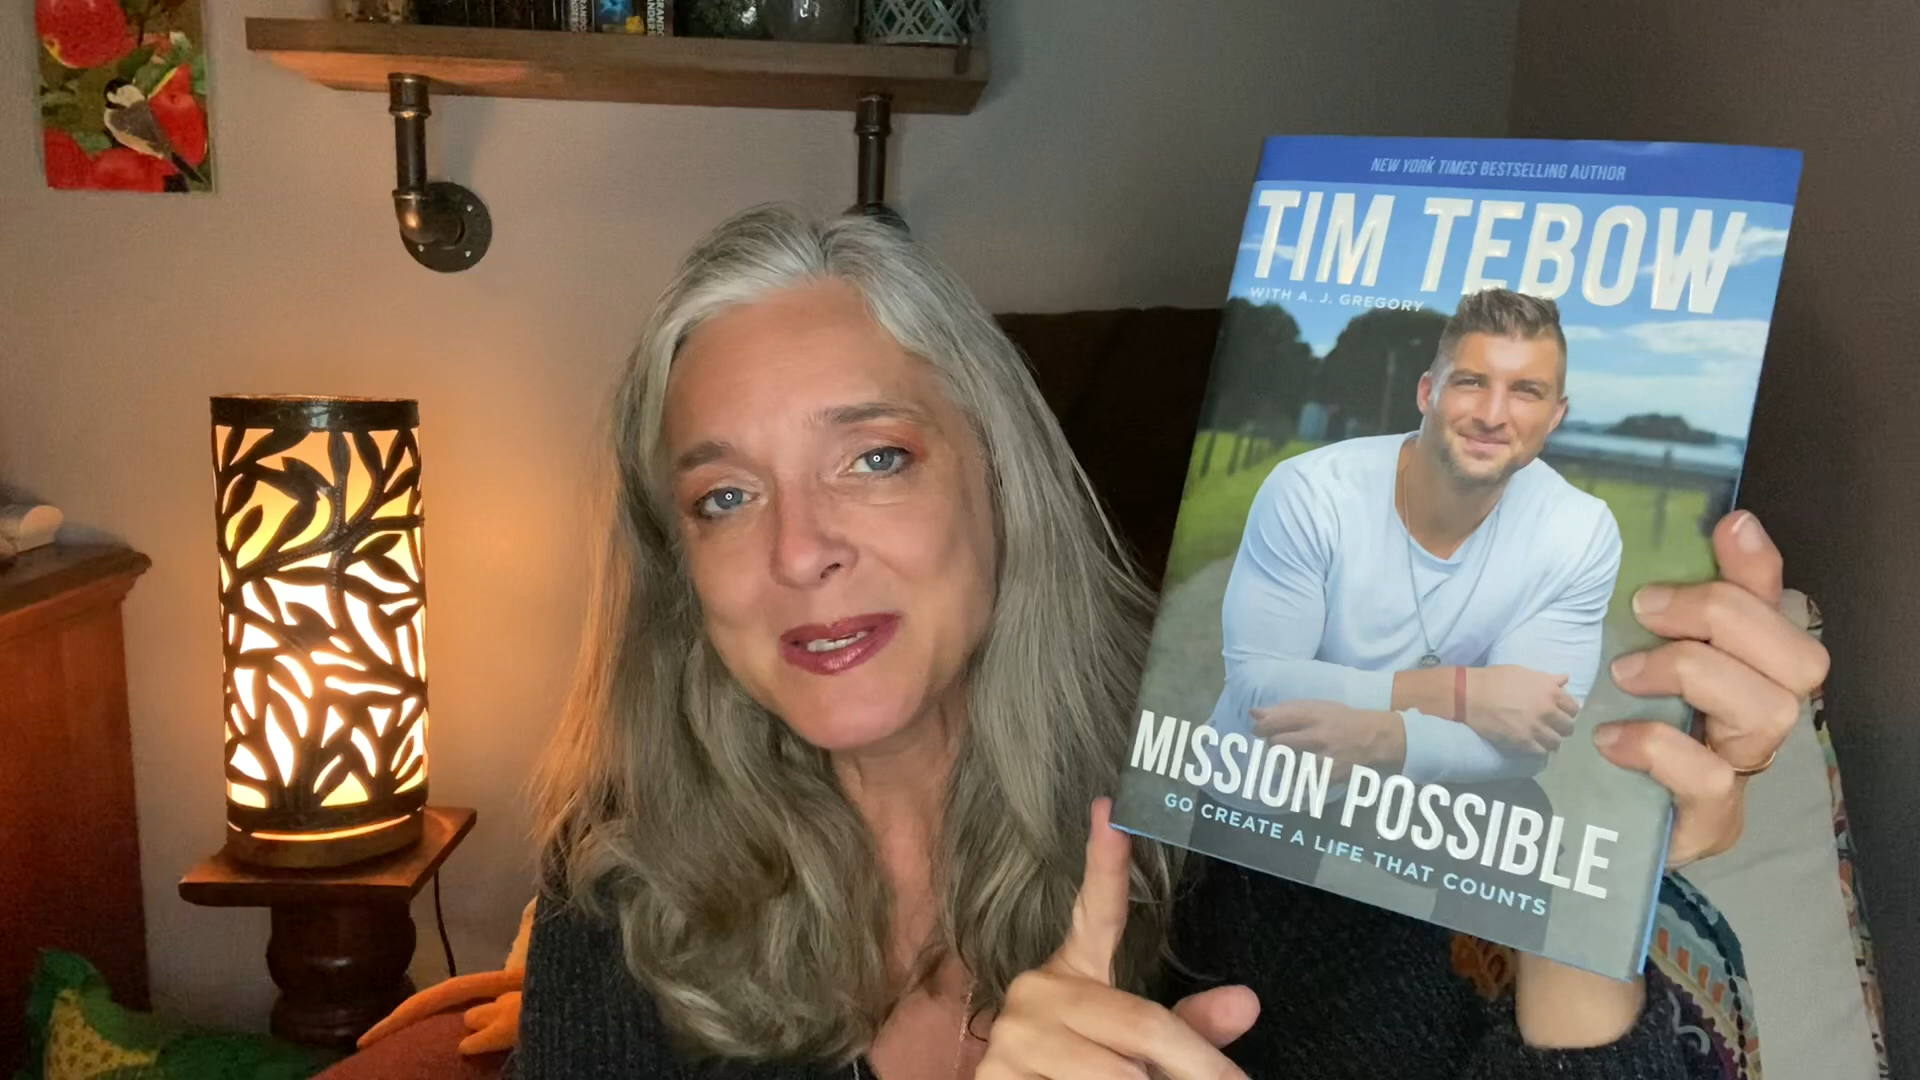 NEW YORK TIMES BESTSELLING AUTHOR
TIM TEBOW
WITH A. J. GREGORY
MISSION POSSIBLE
GO CREATE A LIFE THAT COUNTS